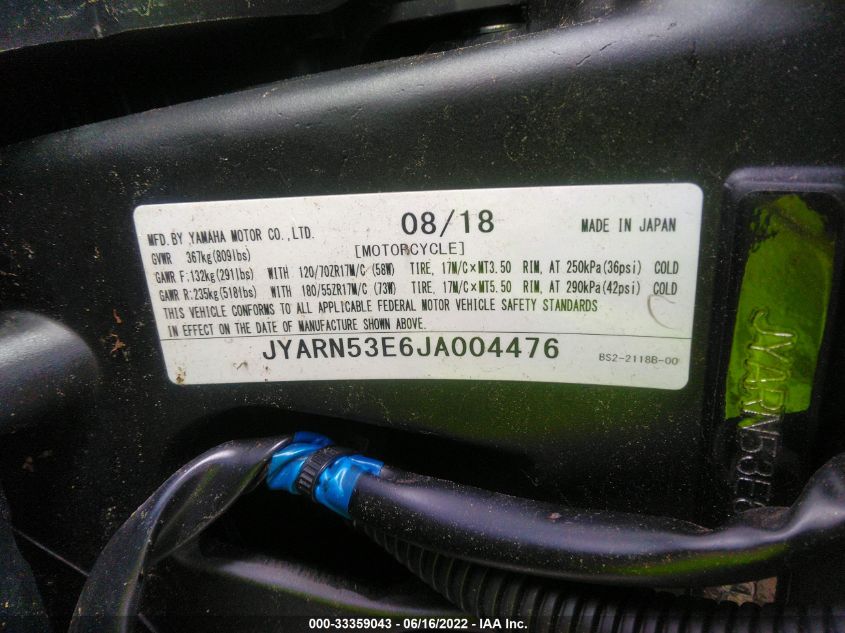 MFD.BY YAMAHA MOTOR CO.,LTD. 08/18 MADE IN JAPAN
GVWR 367kg(809lbs) [MOTORCYCLE]
GAWR F:132kg(291lbs) WITH 120/70ZR17M/C (58W) TIRE, 17M/C×MT3.50 RIM, AT 250kPa(36psi) COLD
GAWR R:235kg(518lbs) WITH 180/55ZR17M/C (73W) TIRE, 17M/C×MT5.50 RIM, AT 290kPa(42psi) COLD
THIS VEHICLE CONFORMS TO ALL APPLICABLE FEDERAL MOTOR VEHICLE SAFETY STANDARDS
IN EFFECT ON THE DATE OF MANUFACTURE SHOWN ABOVE.
JYARN53E6JA004476 BS2-2118B-00
JYARN53E
000-33359043 - 06/16/2022 - IAA Inc.